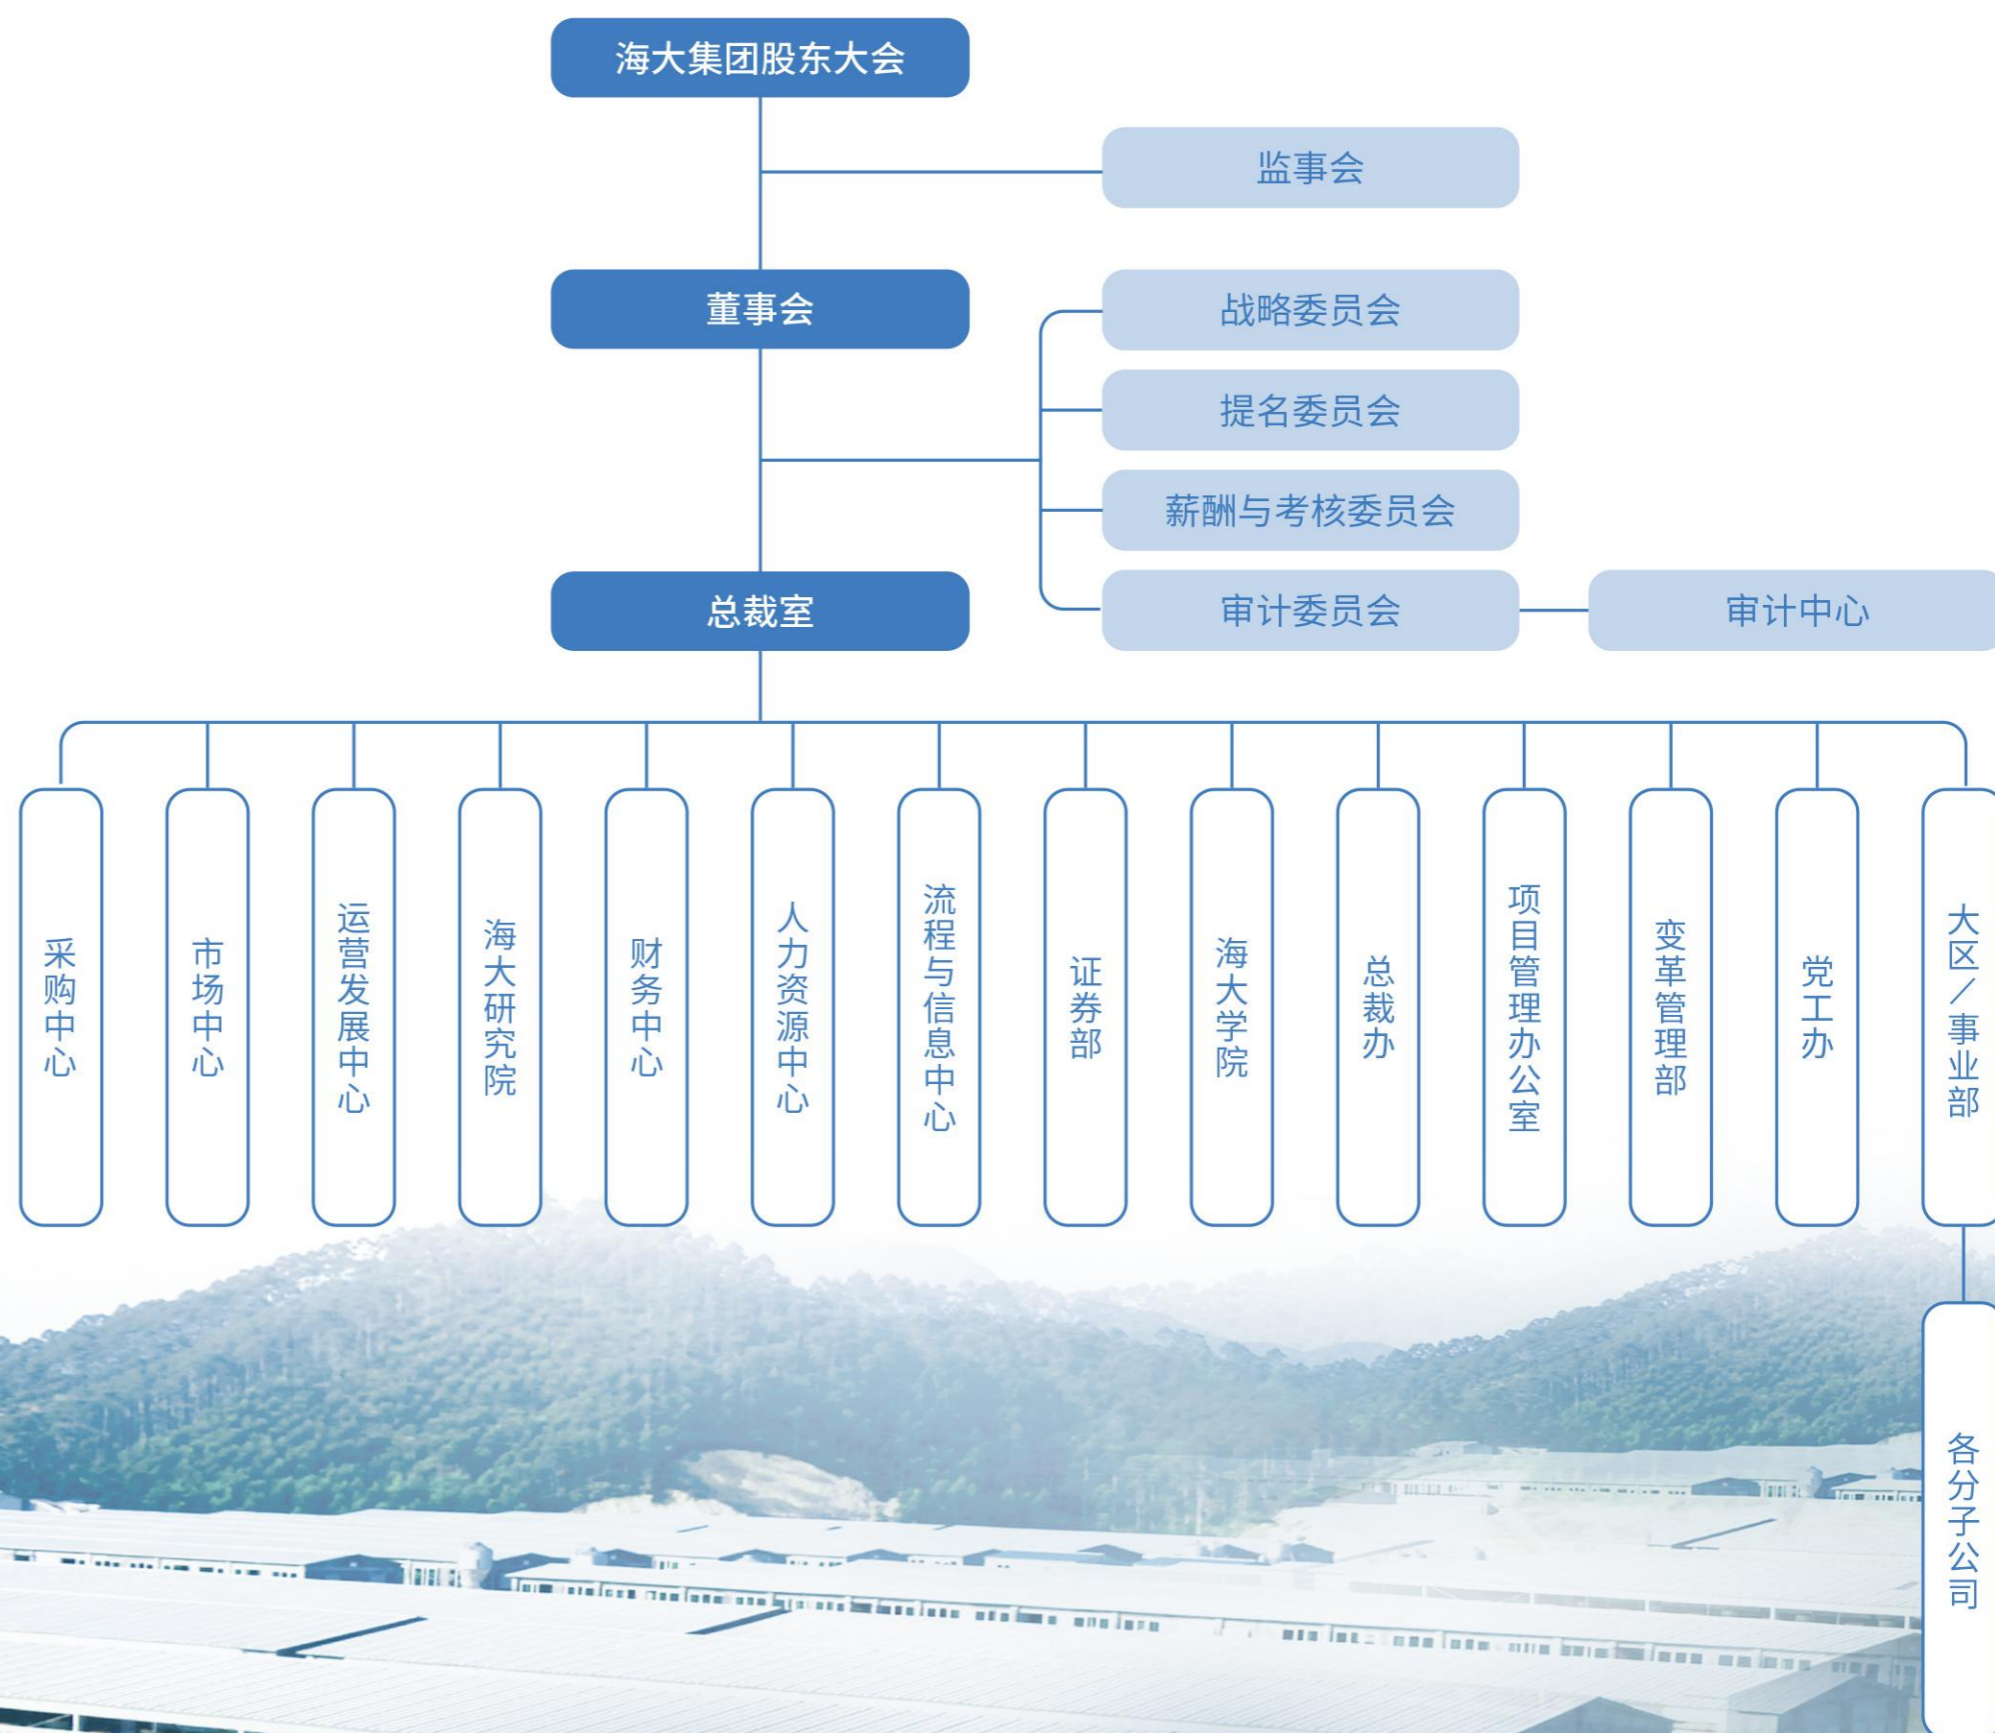 海大集团股东大会
监事会
董事会
战略委员会
提名委员会
薪酬与考核委员会
总裁室
审计委员会
审计中心
采购中心
市场中心
运营发展中心
海大研究院
财务中心
人力资源中心
流程与信息中心
证券部
海大学院
总裁办
项目管理办公室
变革管理部
党工办
大区/事业部
各分子公司